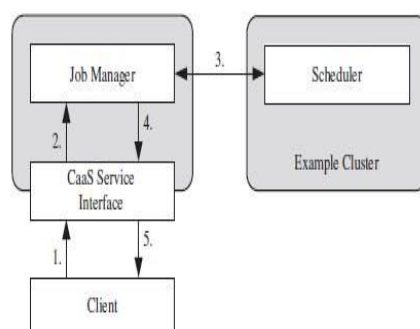 Job Manager
3.
Scheduler
2.
4.
Example Cluster
CaaS Service
Interface
1.
5.
Client